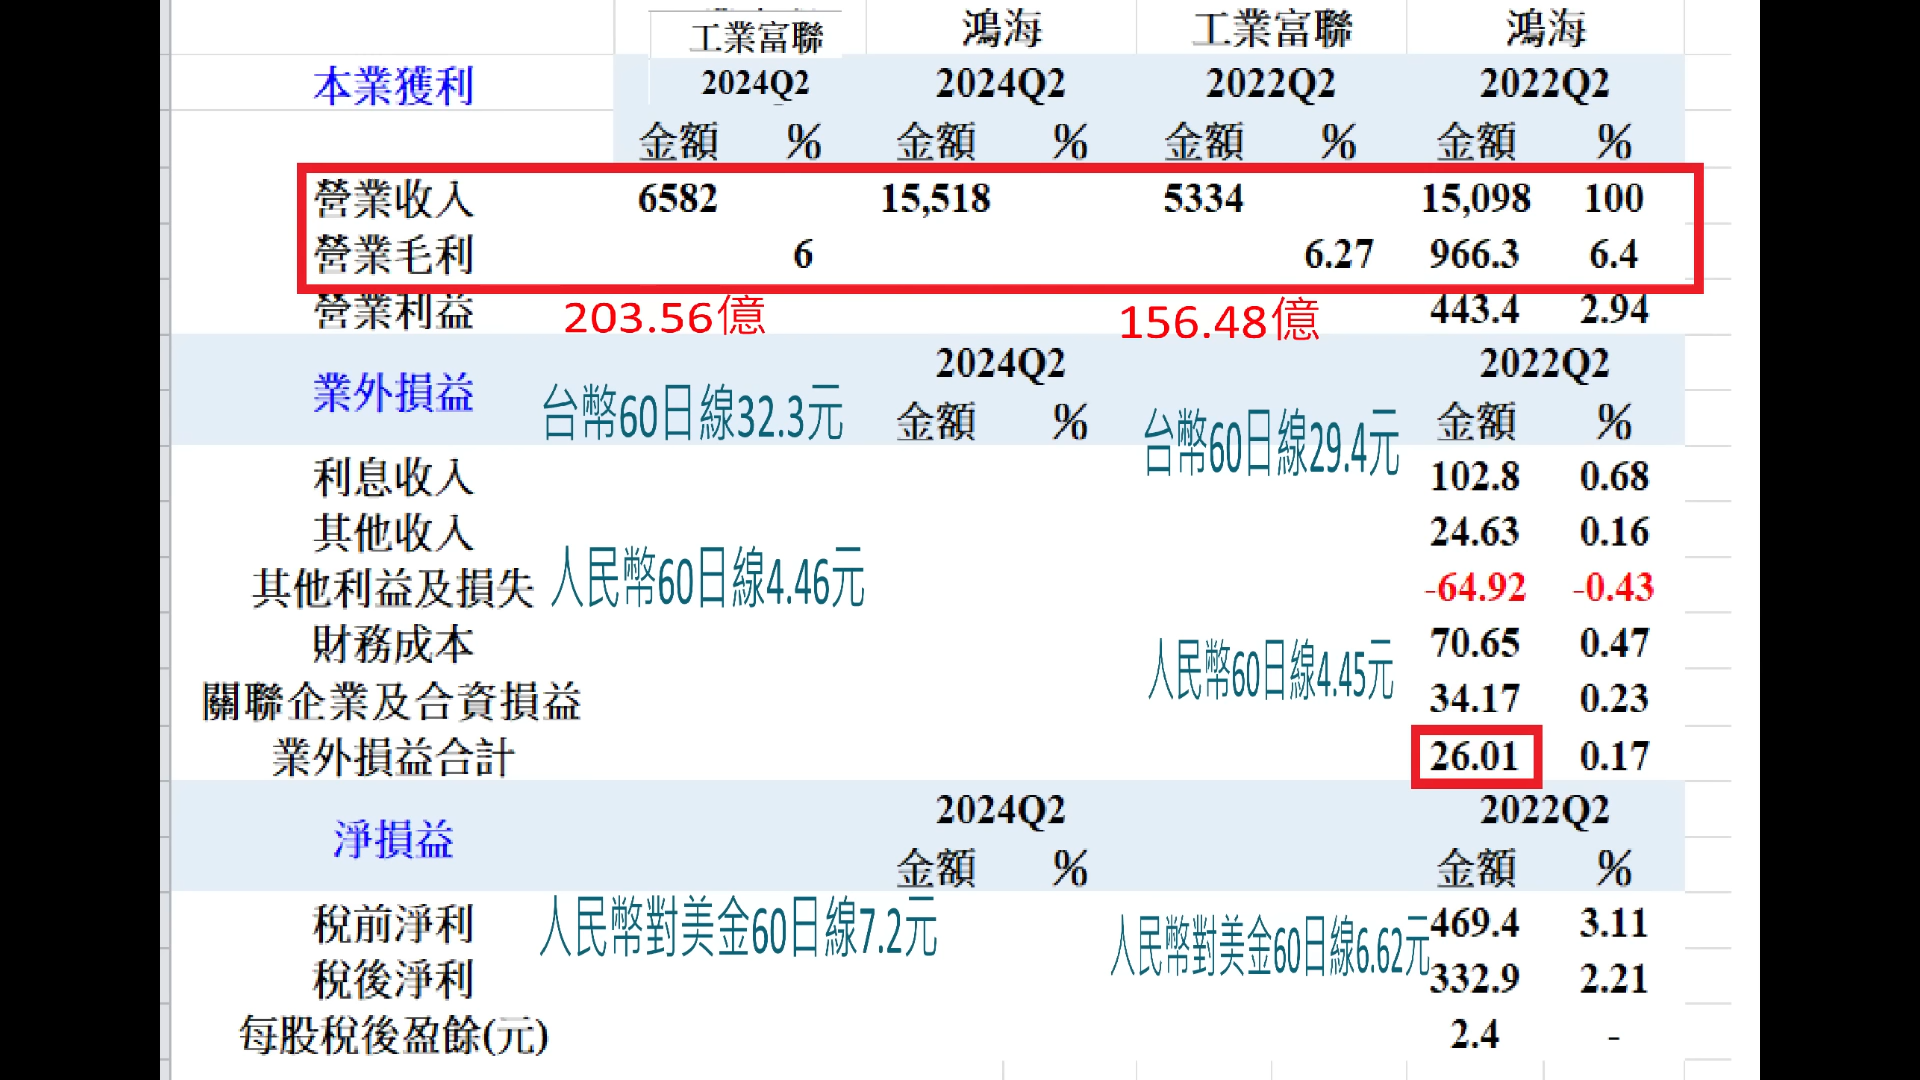 工業富聯 鴻海 工業富聯 鴻海
本業獲利 2024Q2 2024Q2 2022Q2 2022Q2
金額 % 金額 % 金額 % 金額 %
營業收入 6582 15,518 5334 15,098 100
營業毛利 6 6.27 966.3 6.4
營業利益 203.56億 156.48億 443.4 2.94
業外損益 2024Q2 2022Q2
台幣60日線32.3元 金額 % 台幣60日線29.4元 金額 %
利息收入 102.8 0.68
其他收入 24.63 0.16
其他利益及損失 人民幣60日線4.46元 -64.92 -0.43
財務成本 70.65 0.47
人民幣60日線4.45元
關聯企業及合資損益 34.17 0.23
業外損益合計 26.01 0.17
淨損益 2024Q2 2022Q2
金額 % 金額 %
稅前淨利 人民幣對美金60日線7.2元 人民幣對美金60日線6.62元 469.4 3.11
稅後淨利 332.9 2.21
每股稅後盈餘(元) 2.4 -